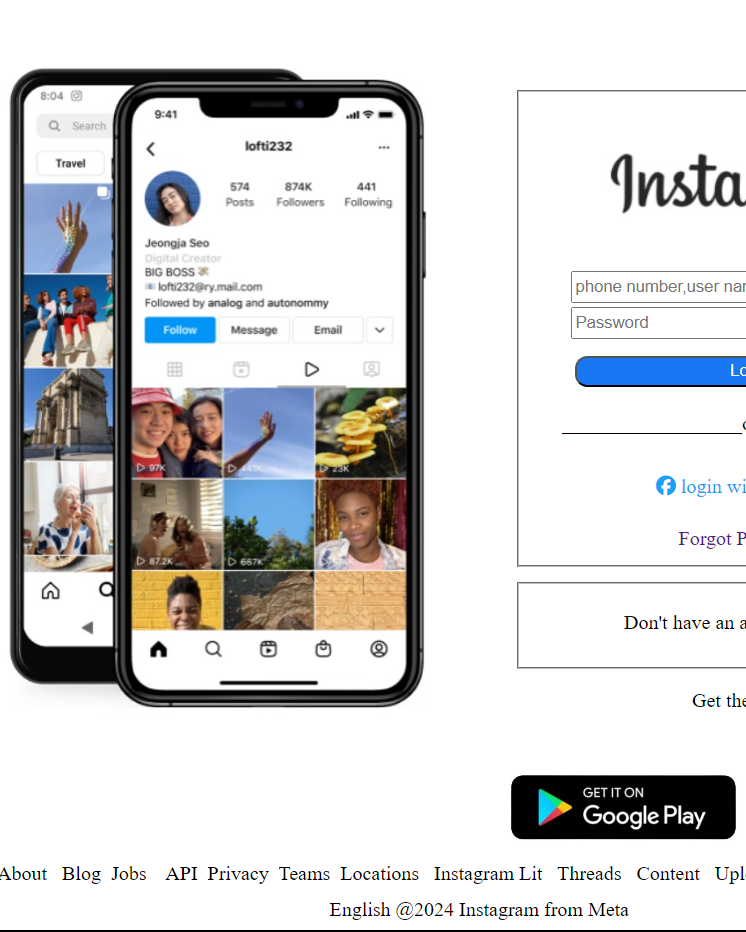 8:04
Search
Travel
9:41
lofti232
574 874K 441
Posts Followers Following
Jeongja Seo
Digital Creator
BIG BOSS
lofti232@ry.mail.com
Followed by analog and autonommy
Follow Message Email
97K 441K 23K
87.2K 667K
Insta
phone number,user nar
Password
Lo
login wi
Forgot P
Don't have an a
Get the
GET IT ON
Google Play
About Blog Jobs API Privacy Teams Locations Instagram Lit Threads Content Uplo
English @2024 Instagram from Meta